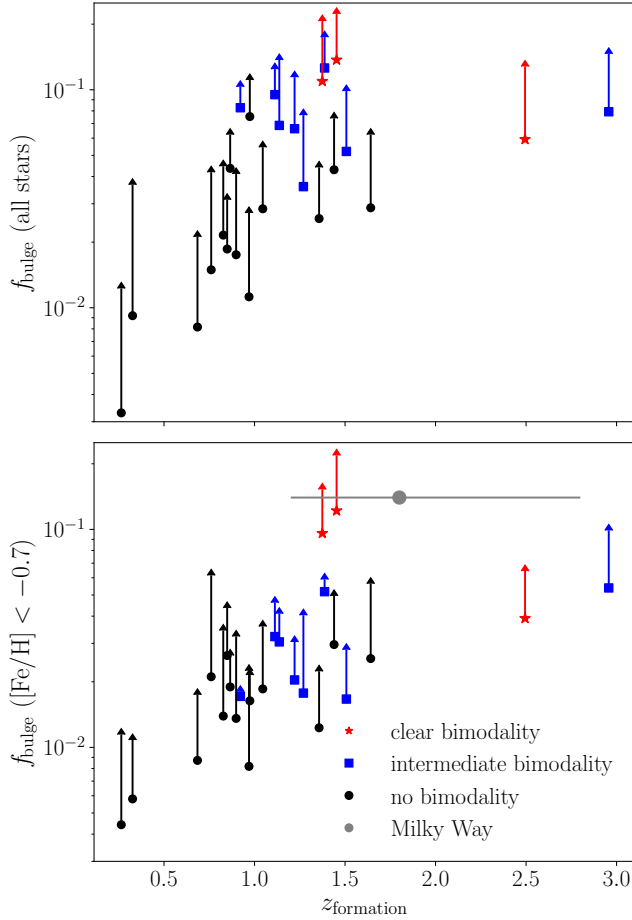 10⁻¹
10⁻²
f_bulge (all stars)
10⁻¹
10⁻²
f_bulge ([Fe/H] < −0.7)
clear bimodality
intermediate bimodality
no bimodality
Milky Way
0.5 1.0 1.5 2.0 2.5 3.0
z_formation